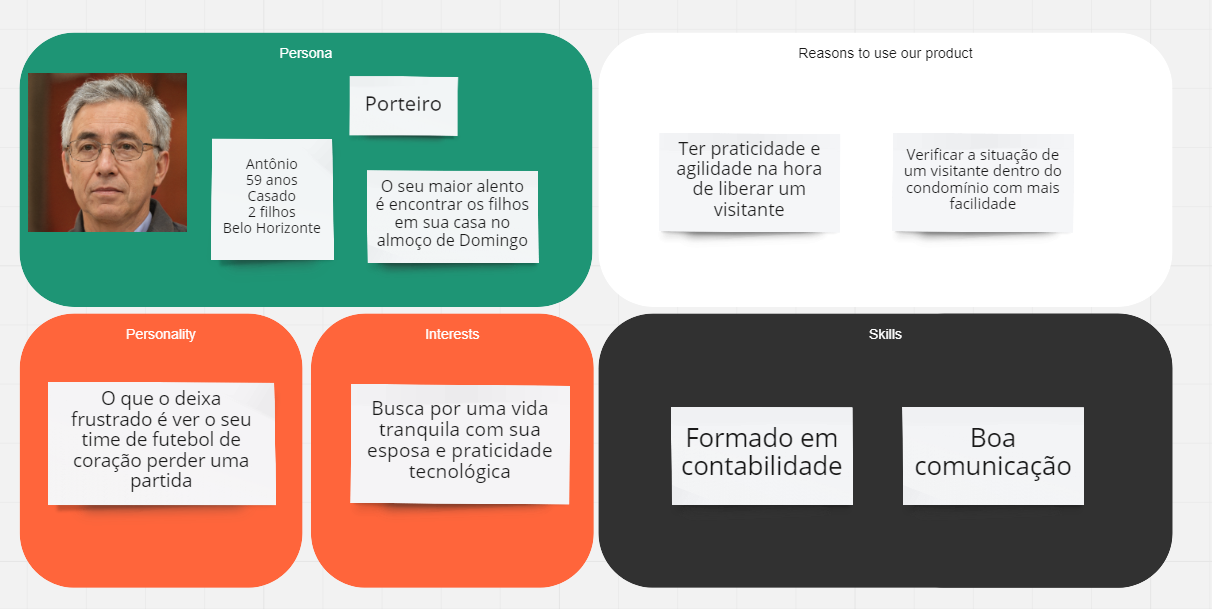 Persona
Porteiro
Antônio
59 anos
Casado
2 filhos
Belo Horizonte
O seu maior alento
é encontrar os filhos
em sua casa no
almoço de Domingo
Reasons to use our product
Ter praticidade e
agilidade na hora
de liberar um
visitante
Verificar a situação de
um visitante dentro do
condomínio com mais
facilidade
Personality
O que o deixa
frustrado é ver o seu
time de futebol de
coração perder uma
partida
Interests
Busca por uma vida
tranquila com sua
esposa e praticidade
tecnológica
Skills
Formado em
contabilidade
Boa
comunicação